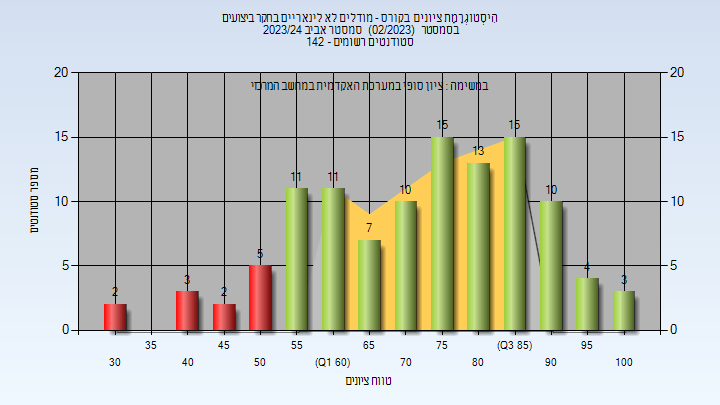 היסטוגרמת ציונים בקורס - מודלים לא לינאריים בחקר ביצועים
בסמסטר (02/2023) סמסטר אביב 2023/24
סטודנטים רשומים - 142
במשימה : ציון סופי במערכת האקדמית במחשב המרכזי
20 20
15 15
10 10
5 5
0 0
2 3 2 5 11 11 7 10 15 13 15 10 4 3
מספר סטודנטים
35 45 55 65 75 (Q3 85) 95
30 40 50 (Q1 60) 70 80 90 100
טווח ציונים